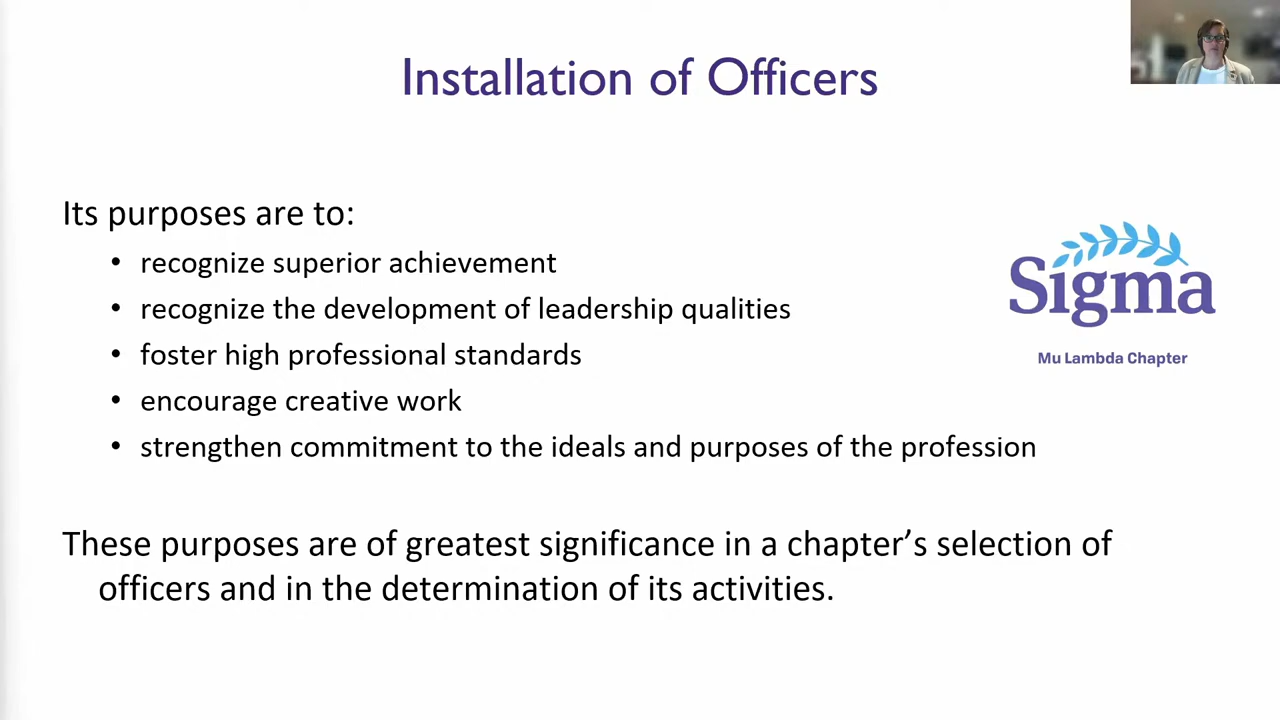 Installation of Officers
Its purposes are to:
• recognize superior achievement
• recognize the development of leadership qualities
• foster high professional standards
• encourage creative work
• strengthen commitment to the ideals and purposes of the profession
Sigma
Mu Lambda Chapter
These purposes are of greatest significance in a chapter’s selection of
officers and in the determination of its activities.